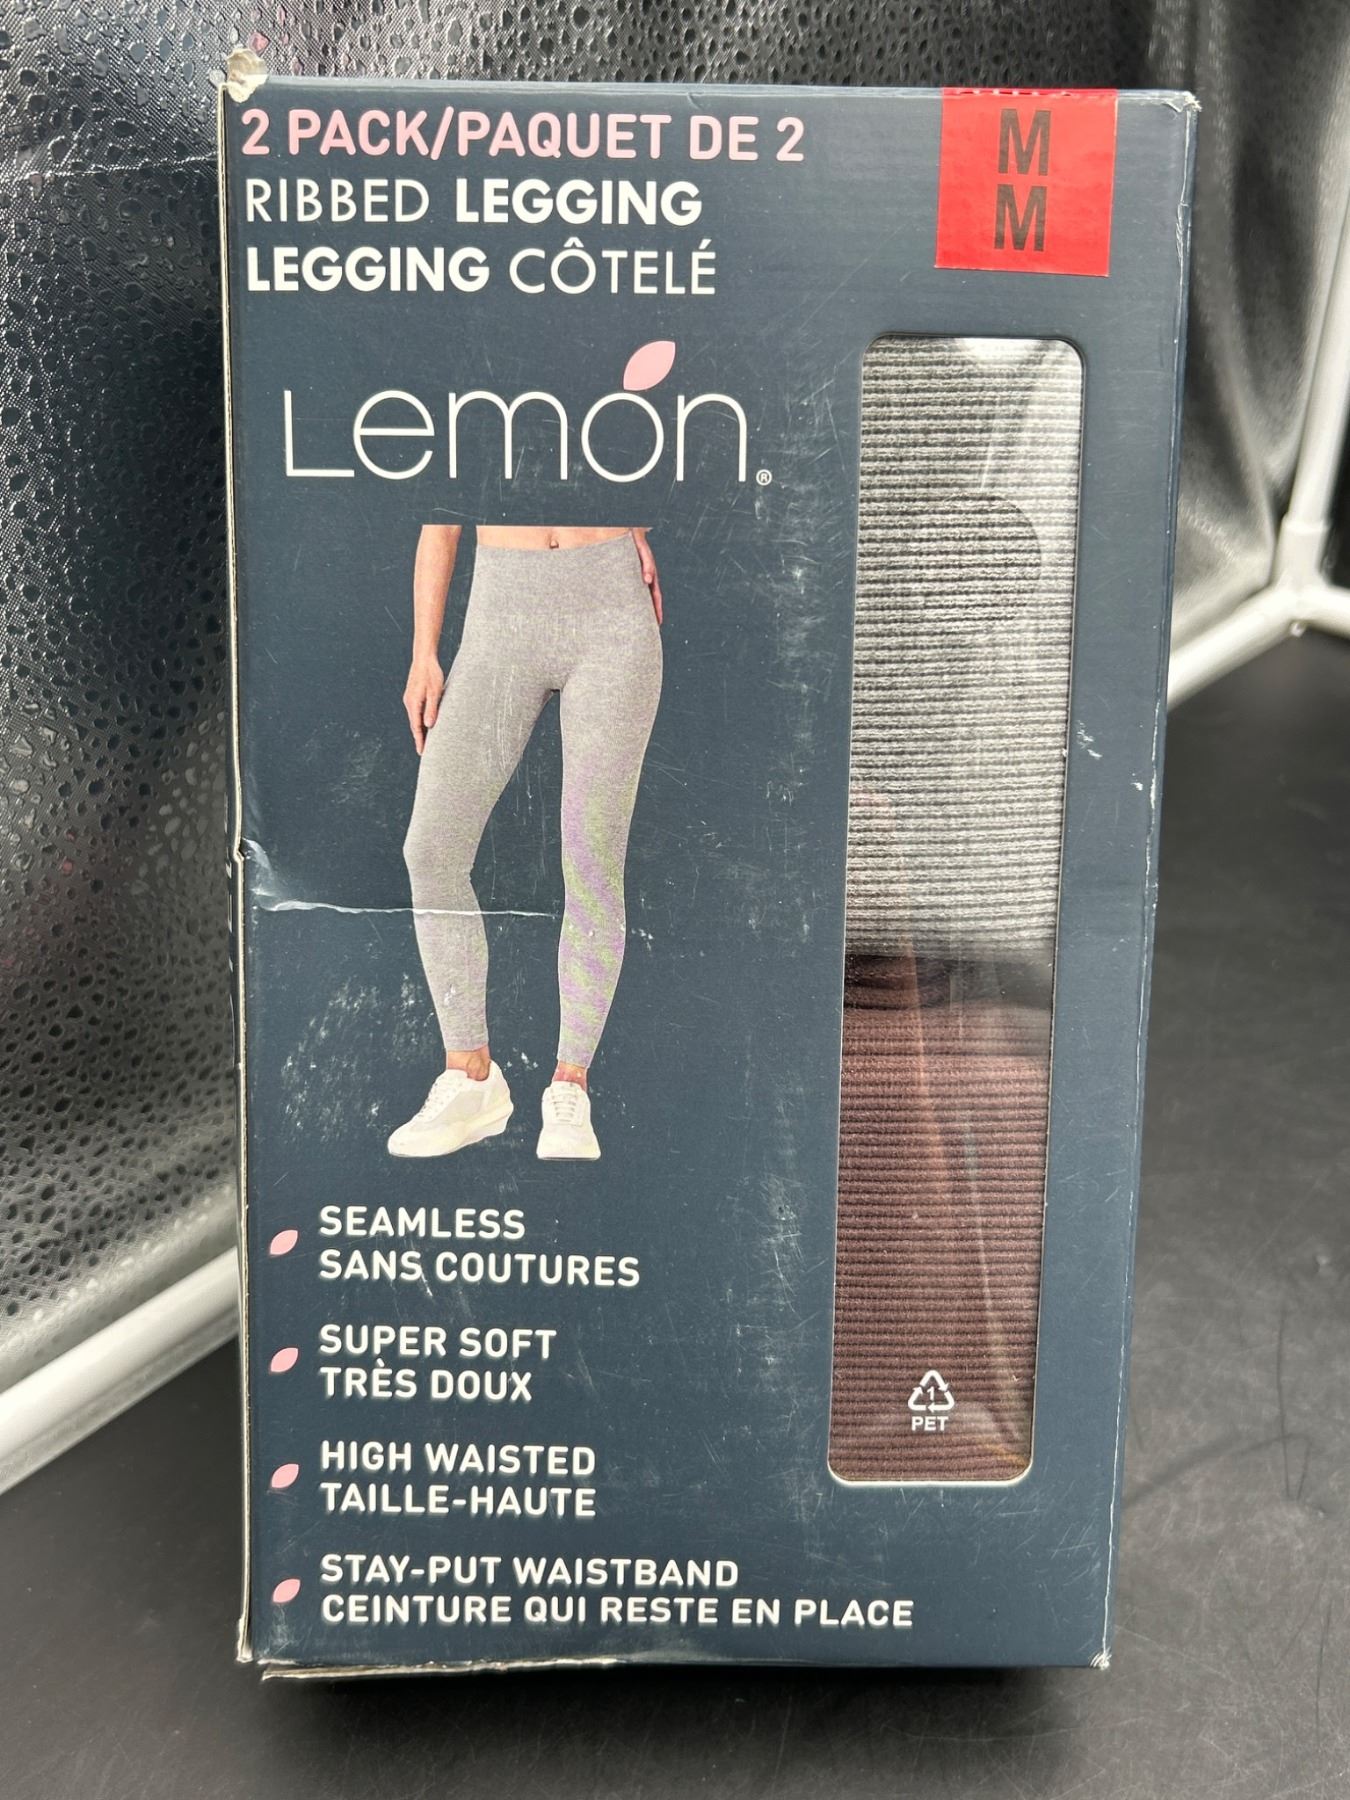 2 PACK/PAQUET DE 2
RIBBED LEGGING
LEGGING CÔTELÉ
M
M
Lemón®
SEAMLESS
SANS COUTURES
SUPER SOFT
TRÈS DOUX
HIGH WAISTED
TAILLE-HAUTE
STAY-PUT WAISTBAND
CEINTURE QUI RESTE EN PLACE
1
PET